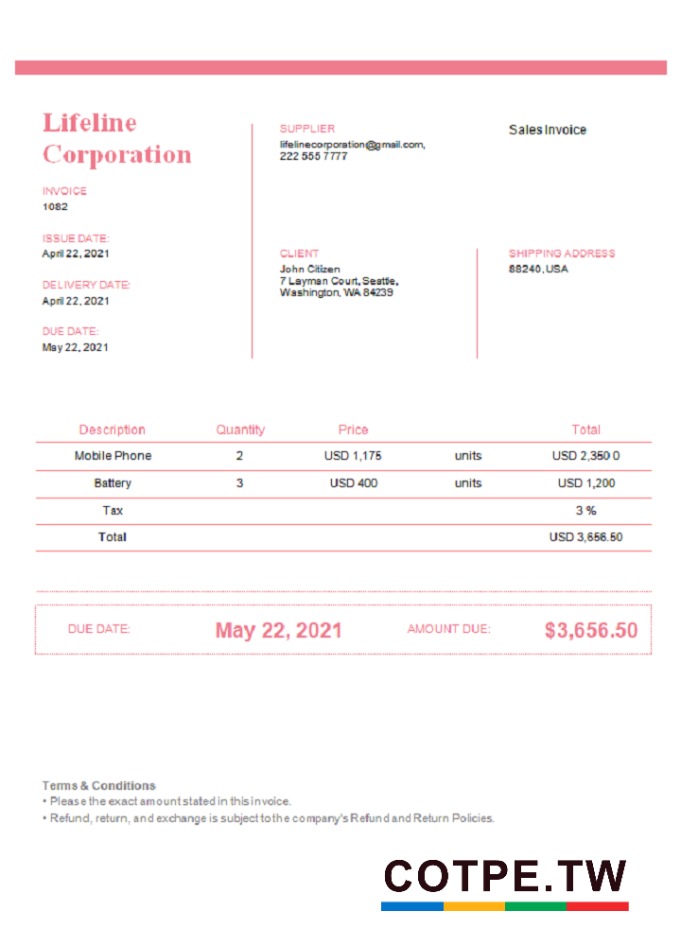 Lifeline
Corporation
INVOICE
1082
ISSUE DATE:
April 22, 2021
DELIVERY DATE:
April 22, 2021
DUE DATE:
May 22, 2021
SUPPLIER
lifelinecorporation@gmail.com,
222 555 7777
Sales Invoice
CLIENT
John Citizen
7 Layman Court, Seattle,
Washington, WA 84239
SHIPPING ADDRESS
88240, USA
Description Quantity Price Total
Mobile Phone 2 USD 1,175 units USD 2,350 0
Battery 3 USD 400 units USD 1,200
Tax 3 %
Total USD 3,656.50
DUE DATE: May 22, 2021 AMOUNT DUE: $3,656.50
Terms & Conditions
• Please the exact amount stated in this invoice.
• Refund, return, and exchange is subject to the company's Refund and Return Policies.
COTPE.TW